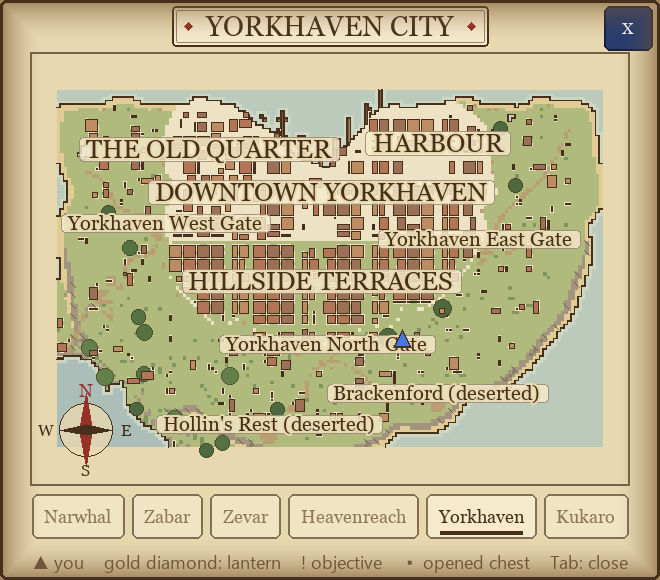 YORKHAVEN CITY
x
THE OLD QUARTER
HARBOUR
DOWNTOWN YORKHAVEN
Yorkhaven West Gate
Yorkhaven East Gate
HILLSIDE TERRACES
Yorkhaven North Gate
Brackenford (deserted)
Hollin's Rest (deserted)
N
W E
S
Narwhal Zabar Zevar Heavenreach Yorkhaven Kukaro
▲ you gold diamond: lantern ! objective • opened chest Tab: close